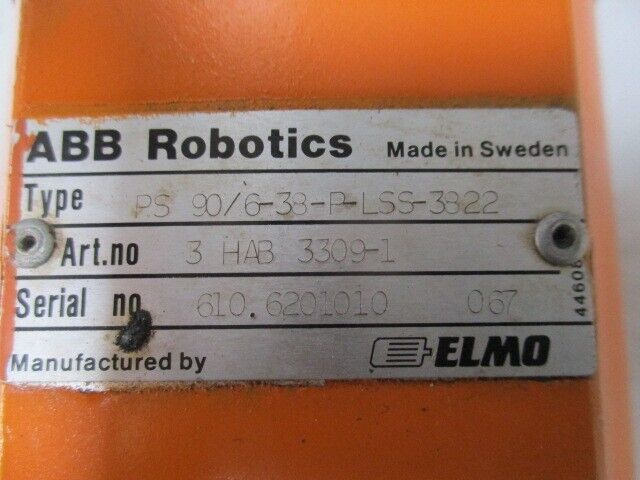 ABB Robotics Made in Sweden
Type PS 90/6-38-P-LSS-3822
Art.no 3 HAB 3309-1
Serial no 610.6201010 067
Manufactured by ELMO